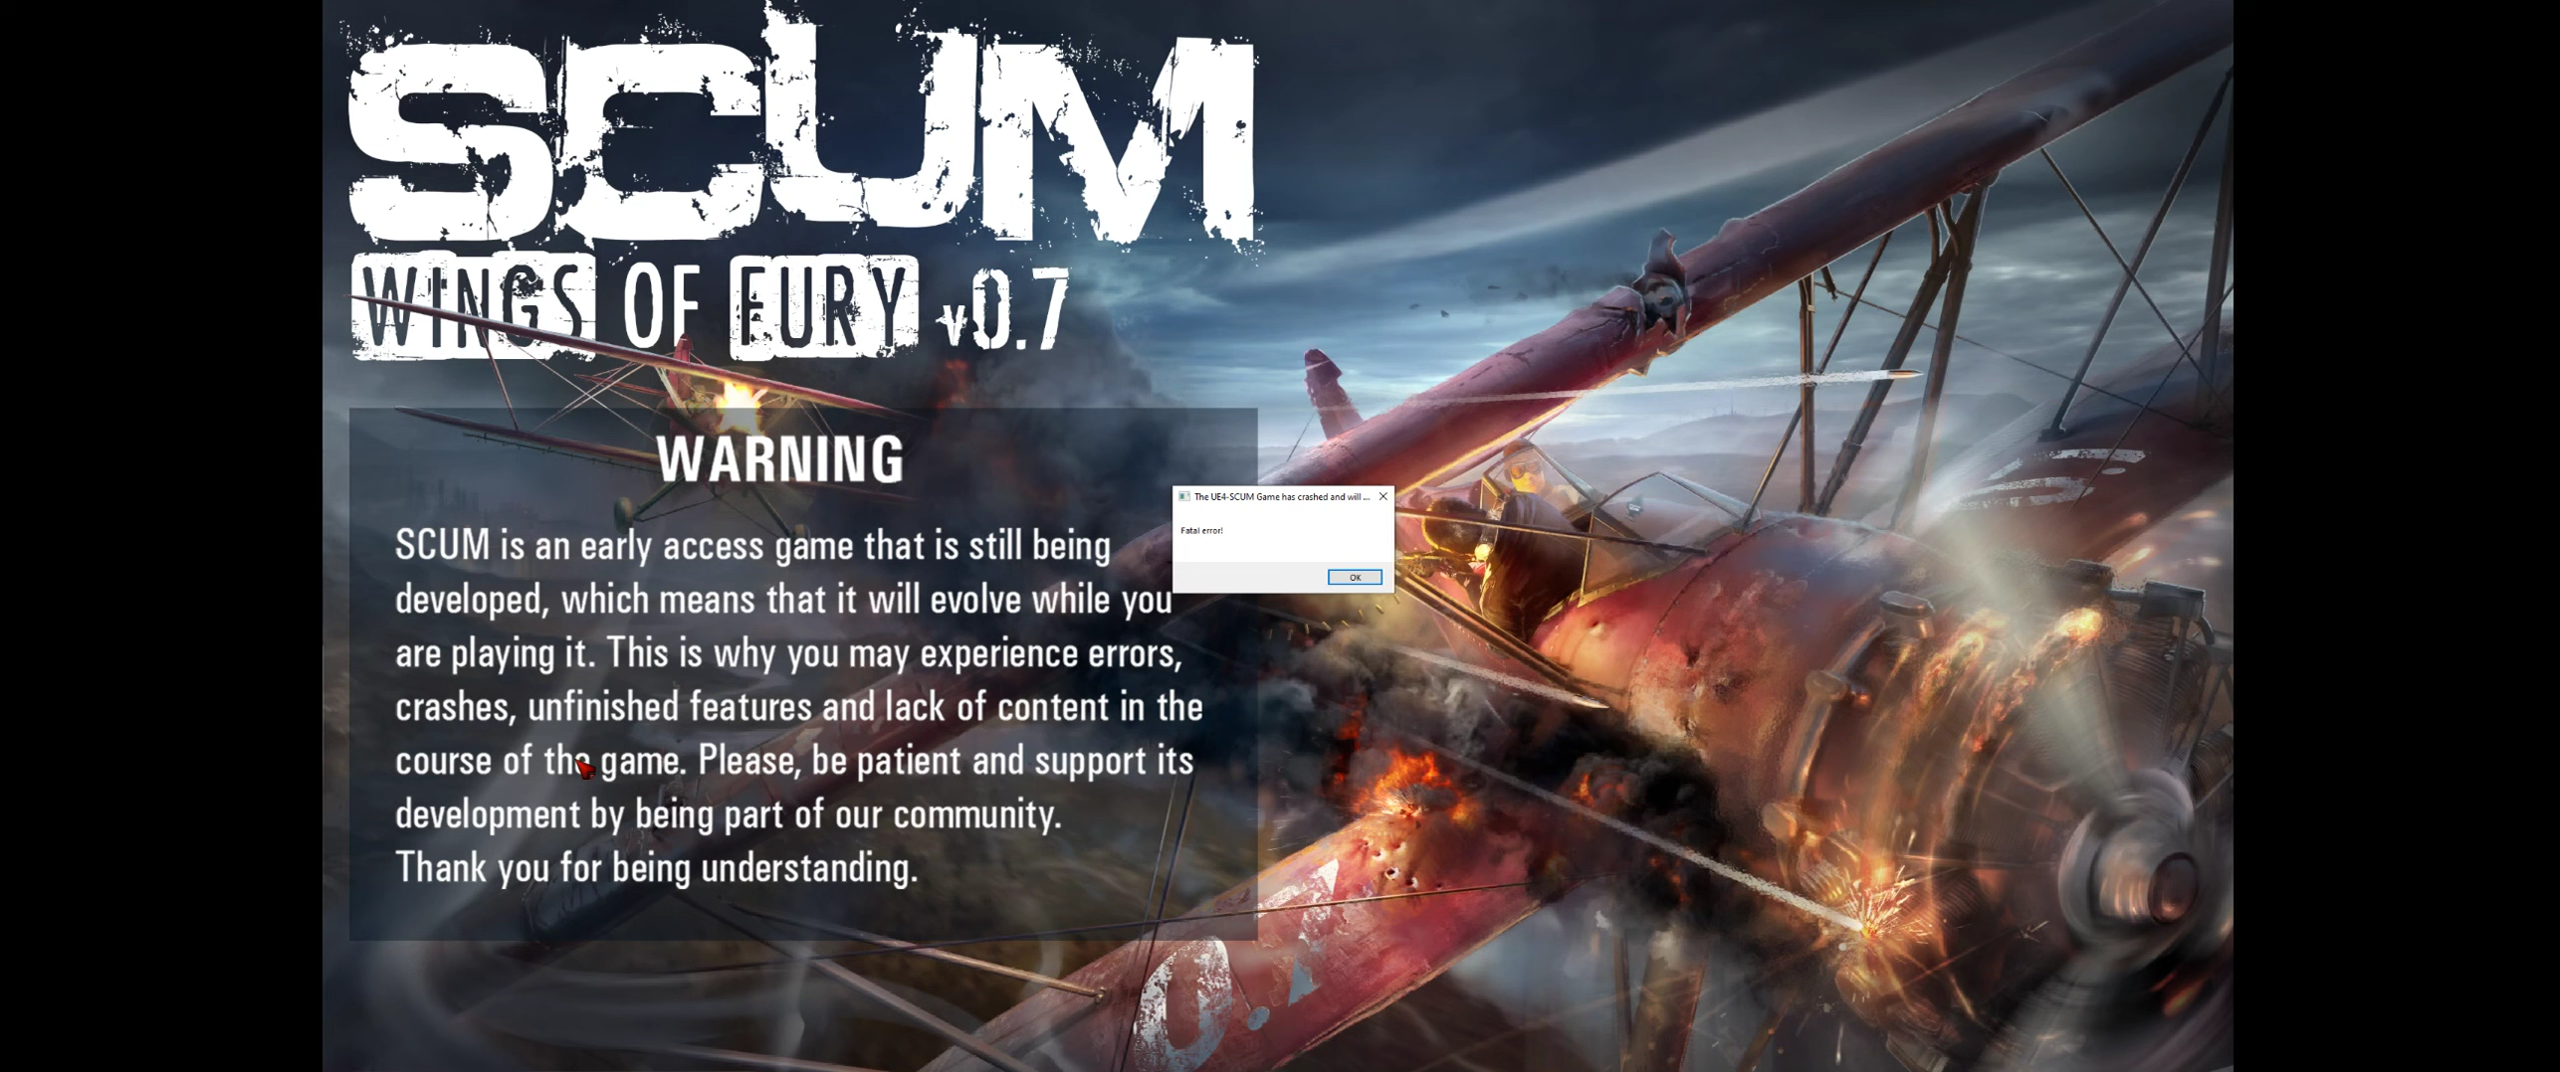 SCUM
WINGS OF FURY v0.7
WARNING
SCUM is an early access game that is still being
developed, which means that it will evolve while you
are playing it. This is why you may experience errors,
crashes, unfinished features and lack of content in the
course of the game. Please, be patient and support its
development by being part of our community.
Thank you for being understanding.
The UE4-SCUM Game has crashed and will ...
Fatal error!
OK